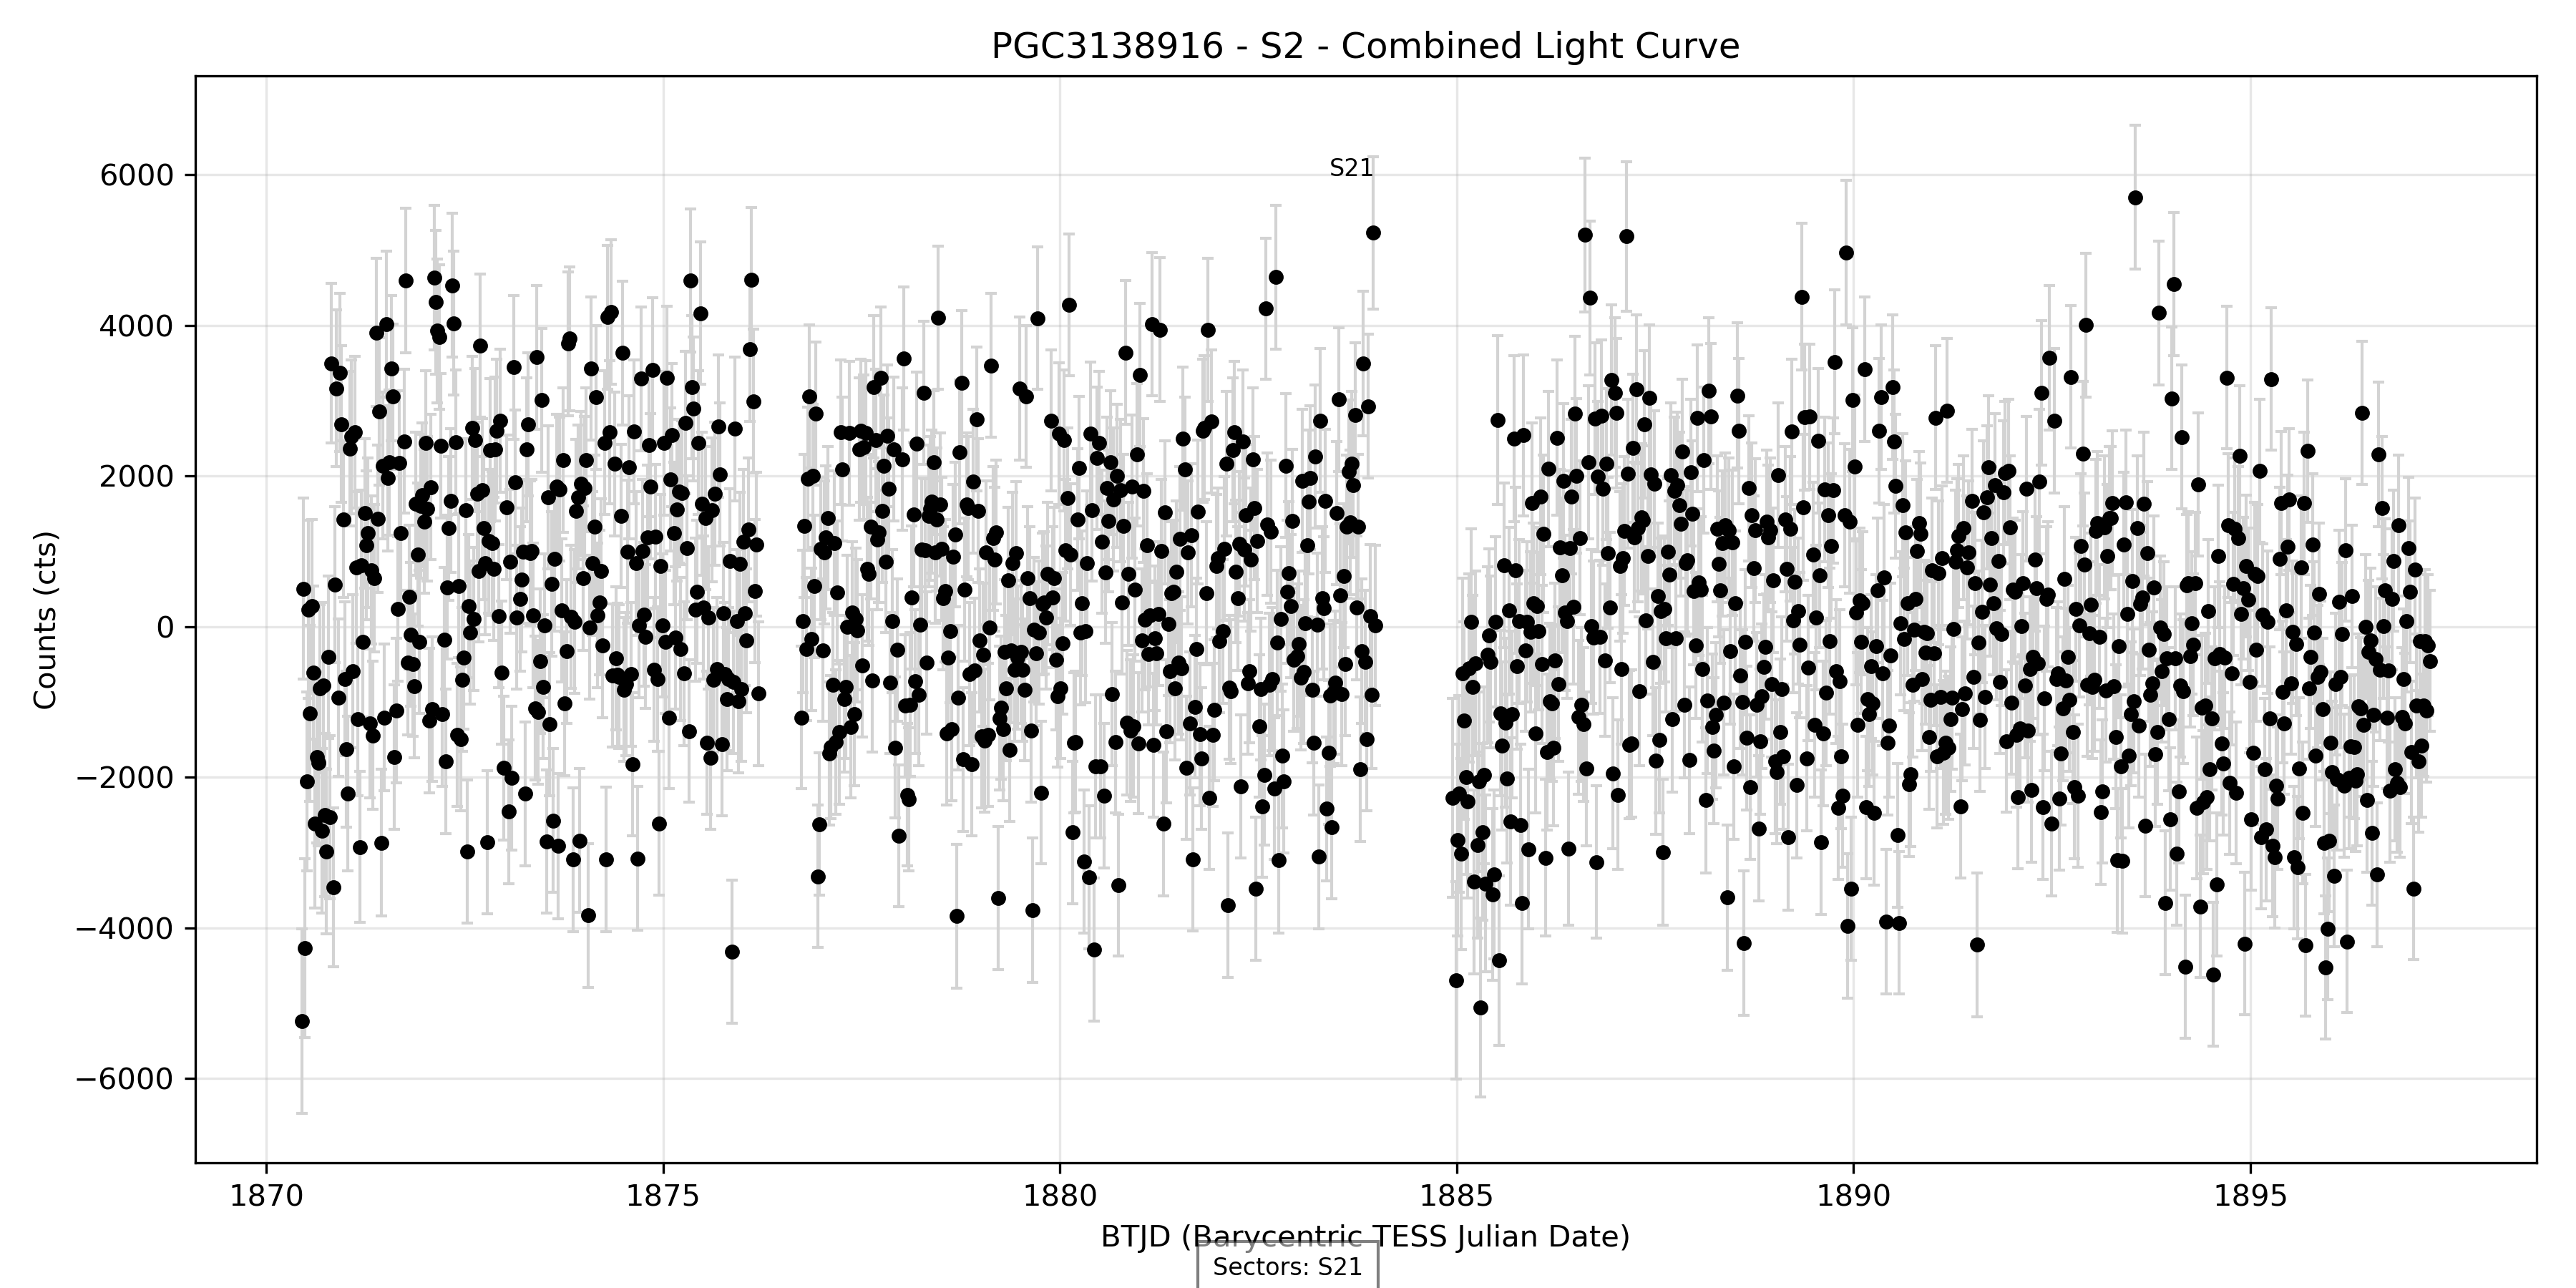 PGC3138916 - S2 - Combined Light Curve
Counts (cts)
6000
4000
2000
0
−2000
−4000
−6000
S21
1870 1875 1880 1885 1890 1895
BTJD (Barycentric TESS Julian Date)
Sectors: S21